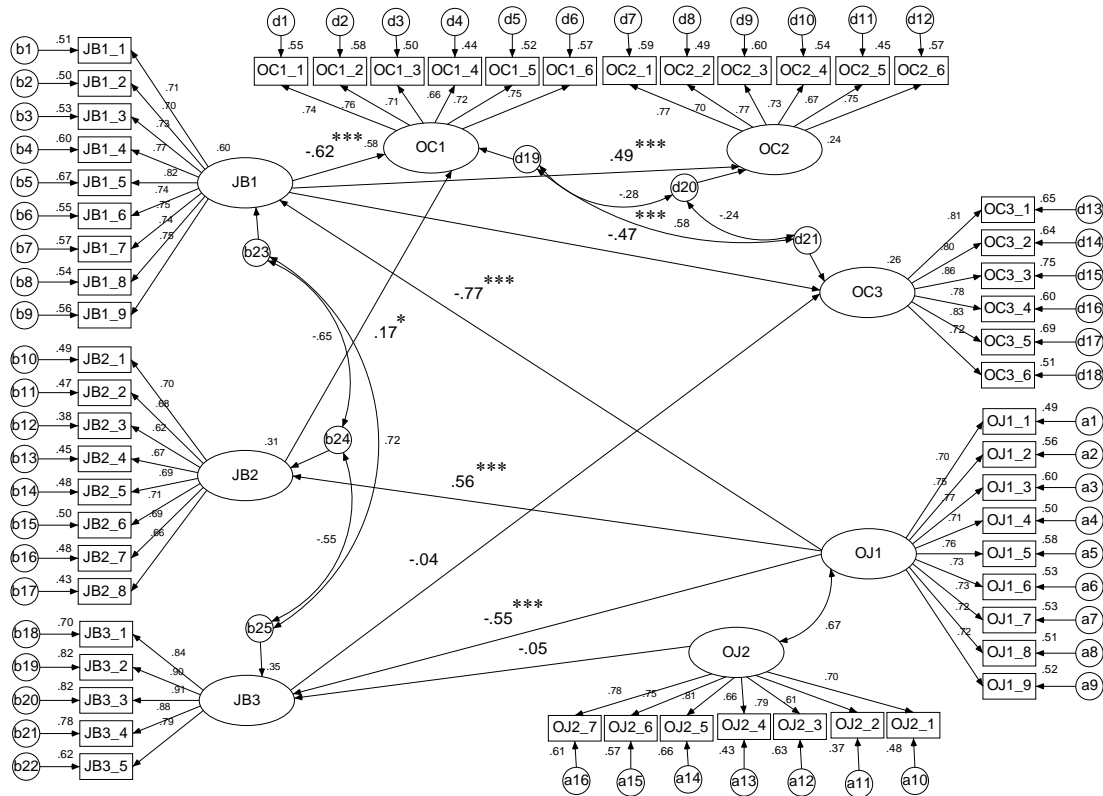 d1 d2 d3 d4 d5 d6 d7 d8 d9 d10 d11 d12
.55 .58 .50 .44 .52 .57 .59 .49 .60 .54 .45 .57
OC1_1 OC1_2 OC1_3 OC1_4 OC1_5 OC1_6 OC2_1 OC2_2 OC2_3 OC2_4 OC2_5 OC2_6
.74 .76 .71 .66 .72 .75 .77 .70 .77 .73 .67 .75
b1 .51 JB1_1 .71
b2 .50 JB1_2 .70
b3 .53 JB1_3 .73
b4 .60 JB1_4 .77
b5 .67 JB1_5 .82
b6 .55 JB1_6 .74
b7 .57 JB1_7 .75
b8 .54 JB1_8 .74
b9 .56 JB1_9 .75
.60 JB1
-.62***
.58 OC1
.49***
.24 OC2
d19 d20 d21
-.28 -.24 .58
-.47***
.26 OC3
.81 OC3_1 .65 d13
.80 OC3_2 .64 d14
.86 OC3_3 .75 d15
.78 OC3_4 .60 d16
.83 OC3_5 .69 d17
.72 OC3_6 .51 d18
b23
-.77***
.17*
-.65
b10 .49 JB2_1 .70
b11 .47 JB2_2 .68
b12 .38 JB2_3 .62
b13 .45 JB2_4 .67
b14 .48 JB2_5 .69
b15 .50 JB2_6 .71
b16 .48 JB2_7 .69
b17 .43 JB2_8 .66
.31 JB2
b24 .72
.56***
-.55
-.04
.70 OJ1_1 .49 a1
.75 OJ1_2 .56 a2
.77 OJ1_3 .60 a3
.71 OJ1_4 .50 a4
.76 OJ1_5 .58 a5
.73 OJ1_6 .53 a6
.73 OJ1_7 .53 a7
.72 OJ1_8 .51 a8
.72 OJ1_9 .52 a9
OJ1
b25
-.55***
.67
-.05
OJ2
b18 .70 JB3_1 .84
b19 .82 JB3_2 .90
b20 .82 JB3_3 .91
b21 .78 JB3_4 .88
b22 .62 JB3_5 .79
.35 JB3
.78 .75 .81 .66 .79 .61 .70
OJ2_7 OJ2_6 OJ2_5 OJ2_4 OJ2_3 OJ2_2 OJ2_1
.61 .57 .66 .43 .63 .37 .48
a16 a15 a14 a13 a12 a11 a10